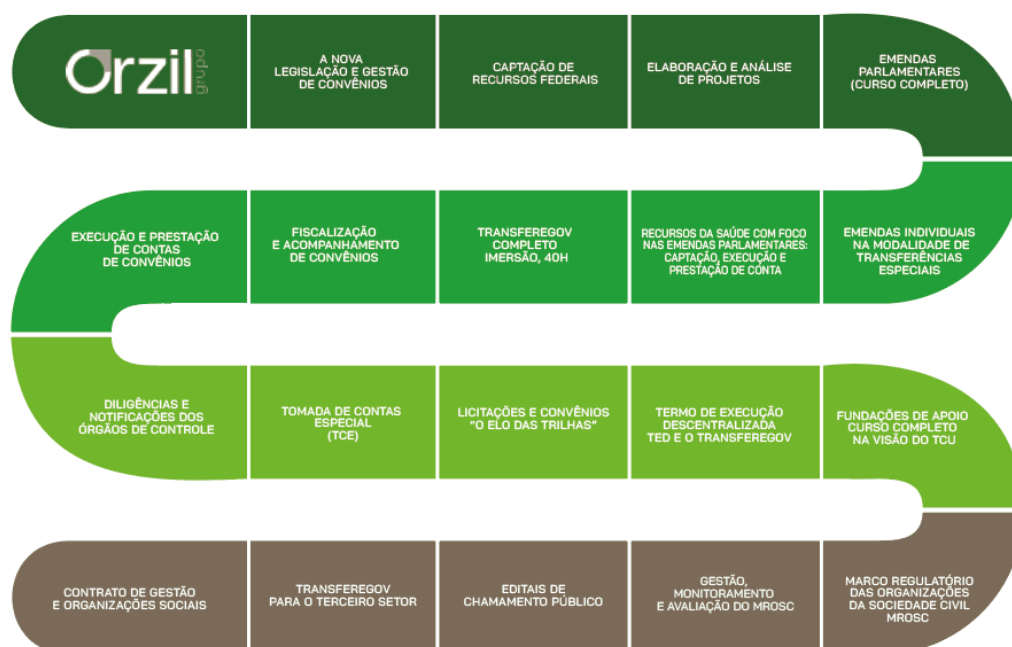 Orzil
grupo
A NOVA
LEGISLAÇÃO E GESTÃO
DE CONVÊNIOS
CAPTAÇÃO DE
RECURSOS FEDERAIS
ELABORAÇÃO E ANÁLISE
DE PROJETOS
EMENDAS
PARLAMENTARES
(CURSO COMPLETO)
EXECUÇÃO E PRESTAÇÃO
DE CONTAS
DE CONVÊNIOS
FISCALIZAÇÃO
E ACOMPANHAMENTO
DE CONVÊNIOS
TRANSFEREGOV
COMPLETO
IMERSÃO, 40H
RECURSOS DA SAÚDE COM FOCO
NAS EMENDAS PARLAMENTARES:
CAPTAÇÃO, EXECUÇÃO E
PRESTAÇÃO DE CONTA
EMENDAS INDIVIDUAIS
NA MODALIDADE DE
TRANSFERÊNCIAS
ESPECIAIS
DILIGÊNCIAS E
NOTIFICAÇÕES DOS
ÓRGÃOS DE CONTROLE
TOMADA DE CONTAS
ESPECIAL
(TCE)
LICITAÇÕES E CONVÊNIOS
“O ELO DAS TRILHAS”
TERMO DE EXECUÇÃO
DESCENTRALIZADA
TED E O TRANSFEREGOV
FUNDAÇÕES DE APOIO
CURSO COMPLETO
NA VISÃO DO TCU
CONTRATO DE GESTÃO
E ORGANIZAÇÕES SOCIAIS
TRANSFEREGOV
PARA O TERCEIRO SETOR
EDITAIS DE
CHAMAMENTO PÚBLICO
GESTÃO,
MONITORAMENTO
E AVALIAÇÃO DO MROSC
MARCO REGULATÓRIO
DAS ORGANIZAÇÕES
DA SOCIEDADE CIVIL
MROSC